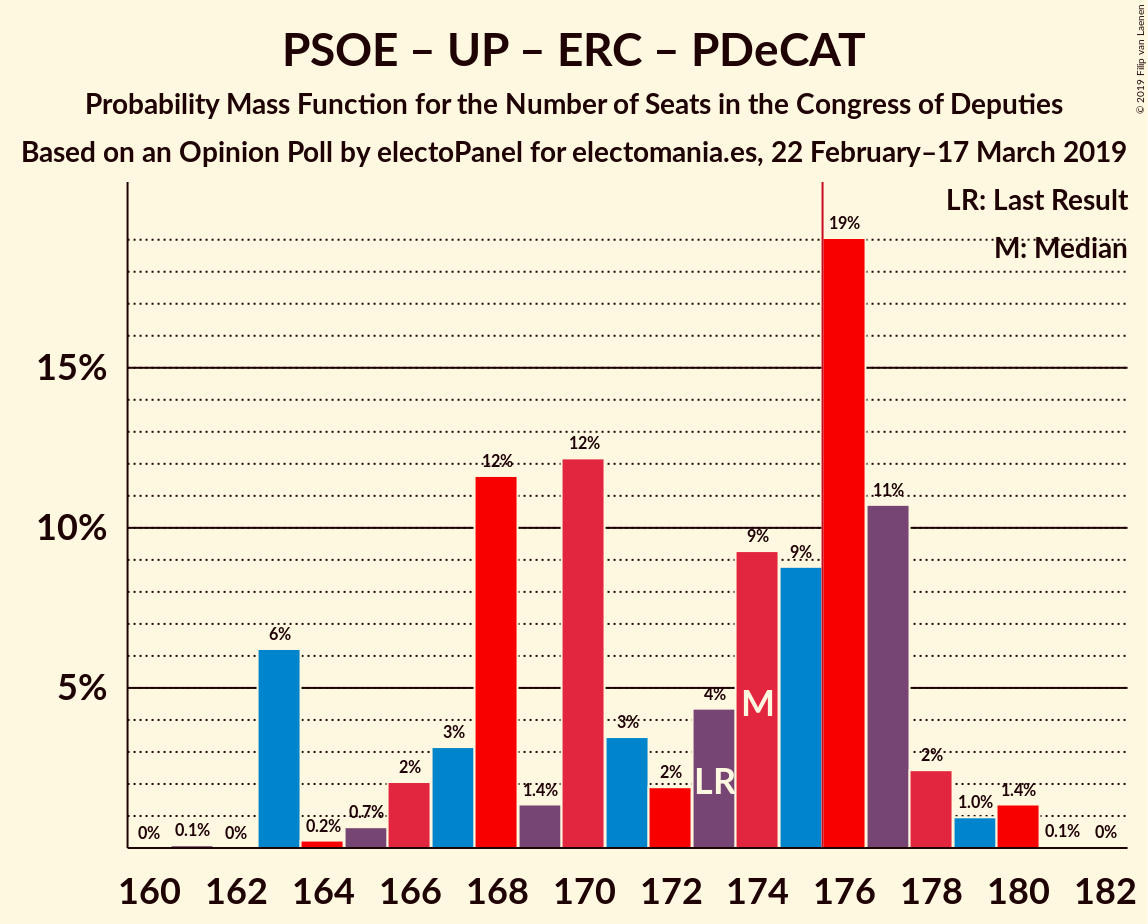 PSOE – UP – ERC – PDeCAT
Probability Mass Function for the Number of Seats in the Congress of Deputies
Based on an Opinion Poll by electoPanel for electomania.es, 22 February–17 March 2019
© 2019 Filip van Laenen
LR: Last Result
M: Median
15%
10%
5%
0% 0.1% 0% 6% 0.2% 0.7% 2% 3% 12% 1.4% 12% 3% 2% 4% 9% 9% 19% 11% 2% 1.0% 1.4% 0.1% 0%
M
LR
160 162 164 166 168 170 172 174 176 178 180 182